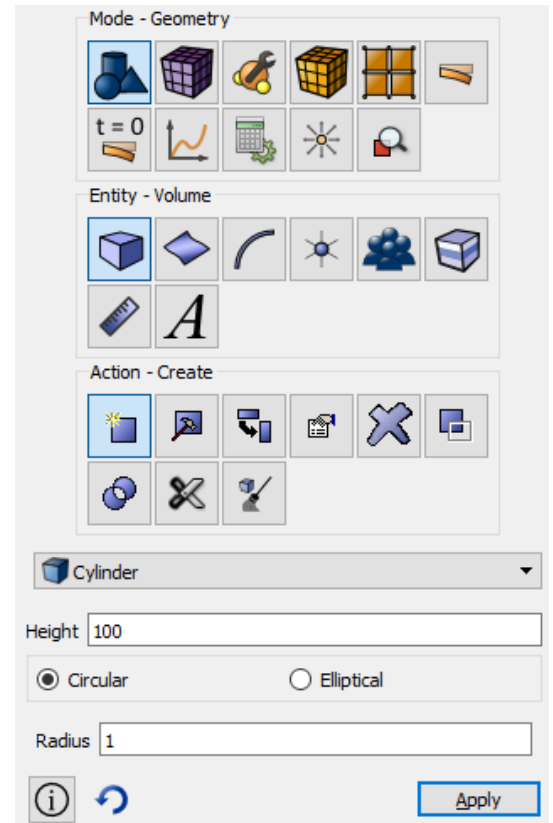 Mode - Geometry
t = 0
Entity - Volume
A
Action - Create
Cylinder
Height 100
Circular Elliptical
Radius 1
i Apply